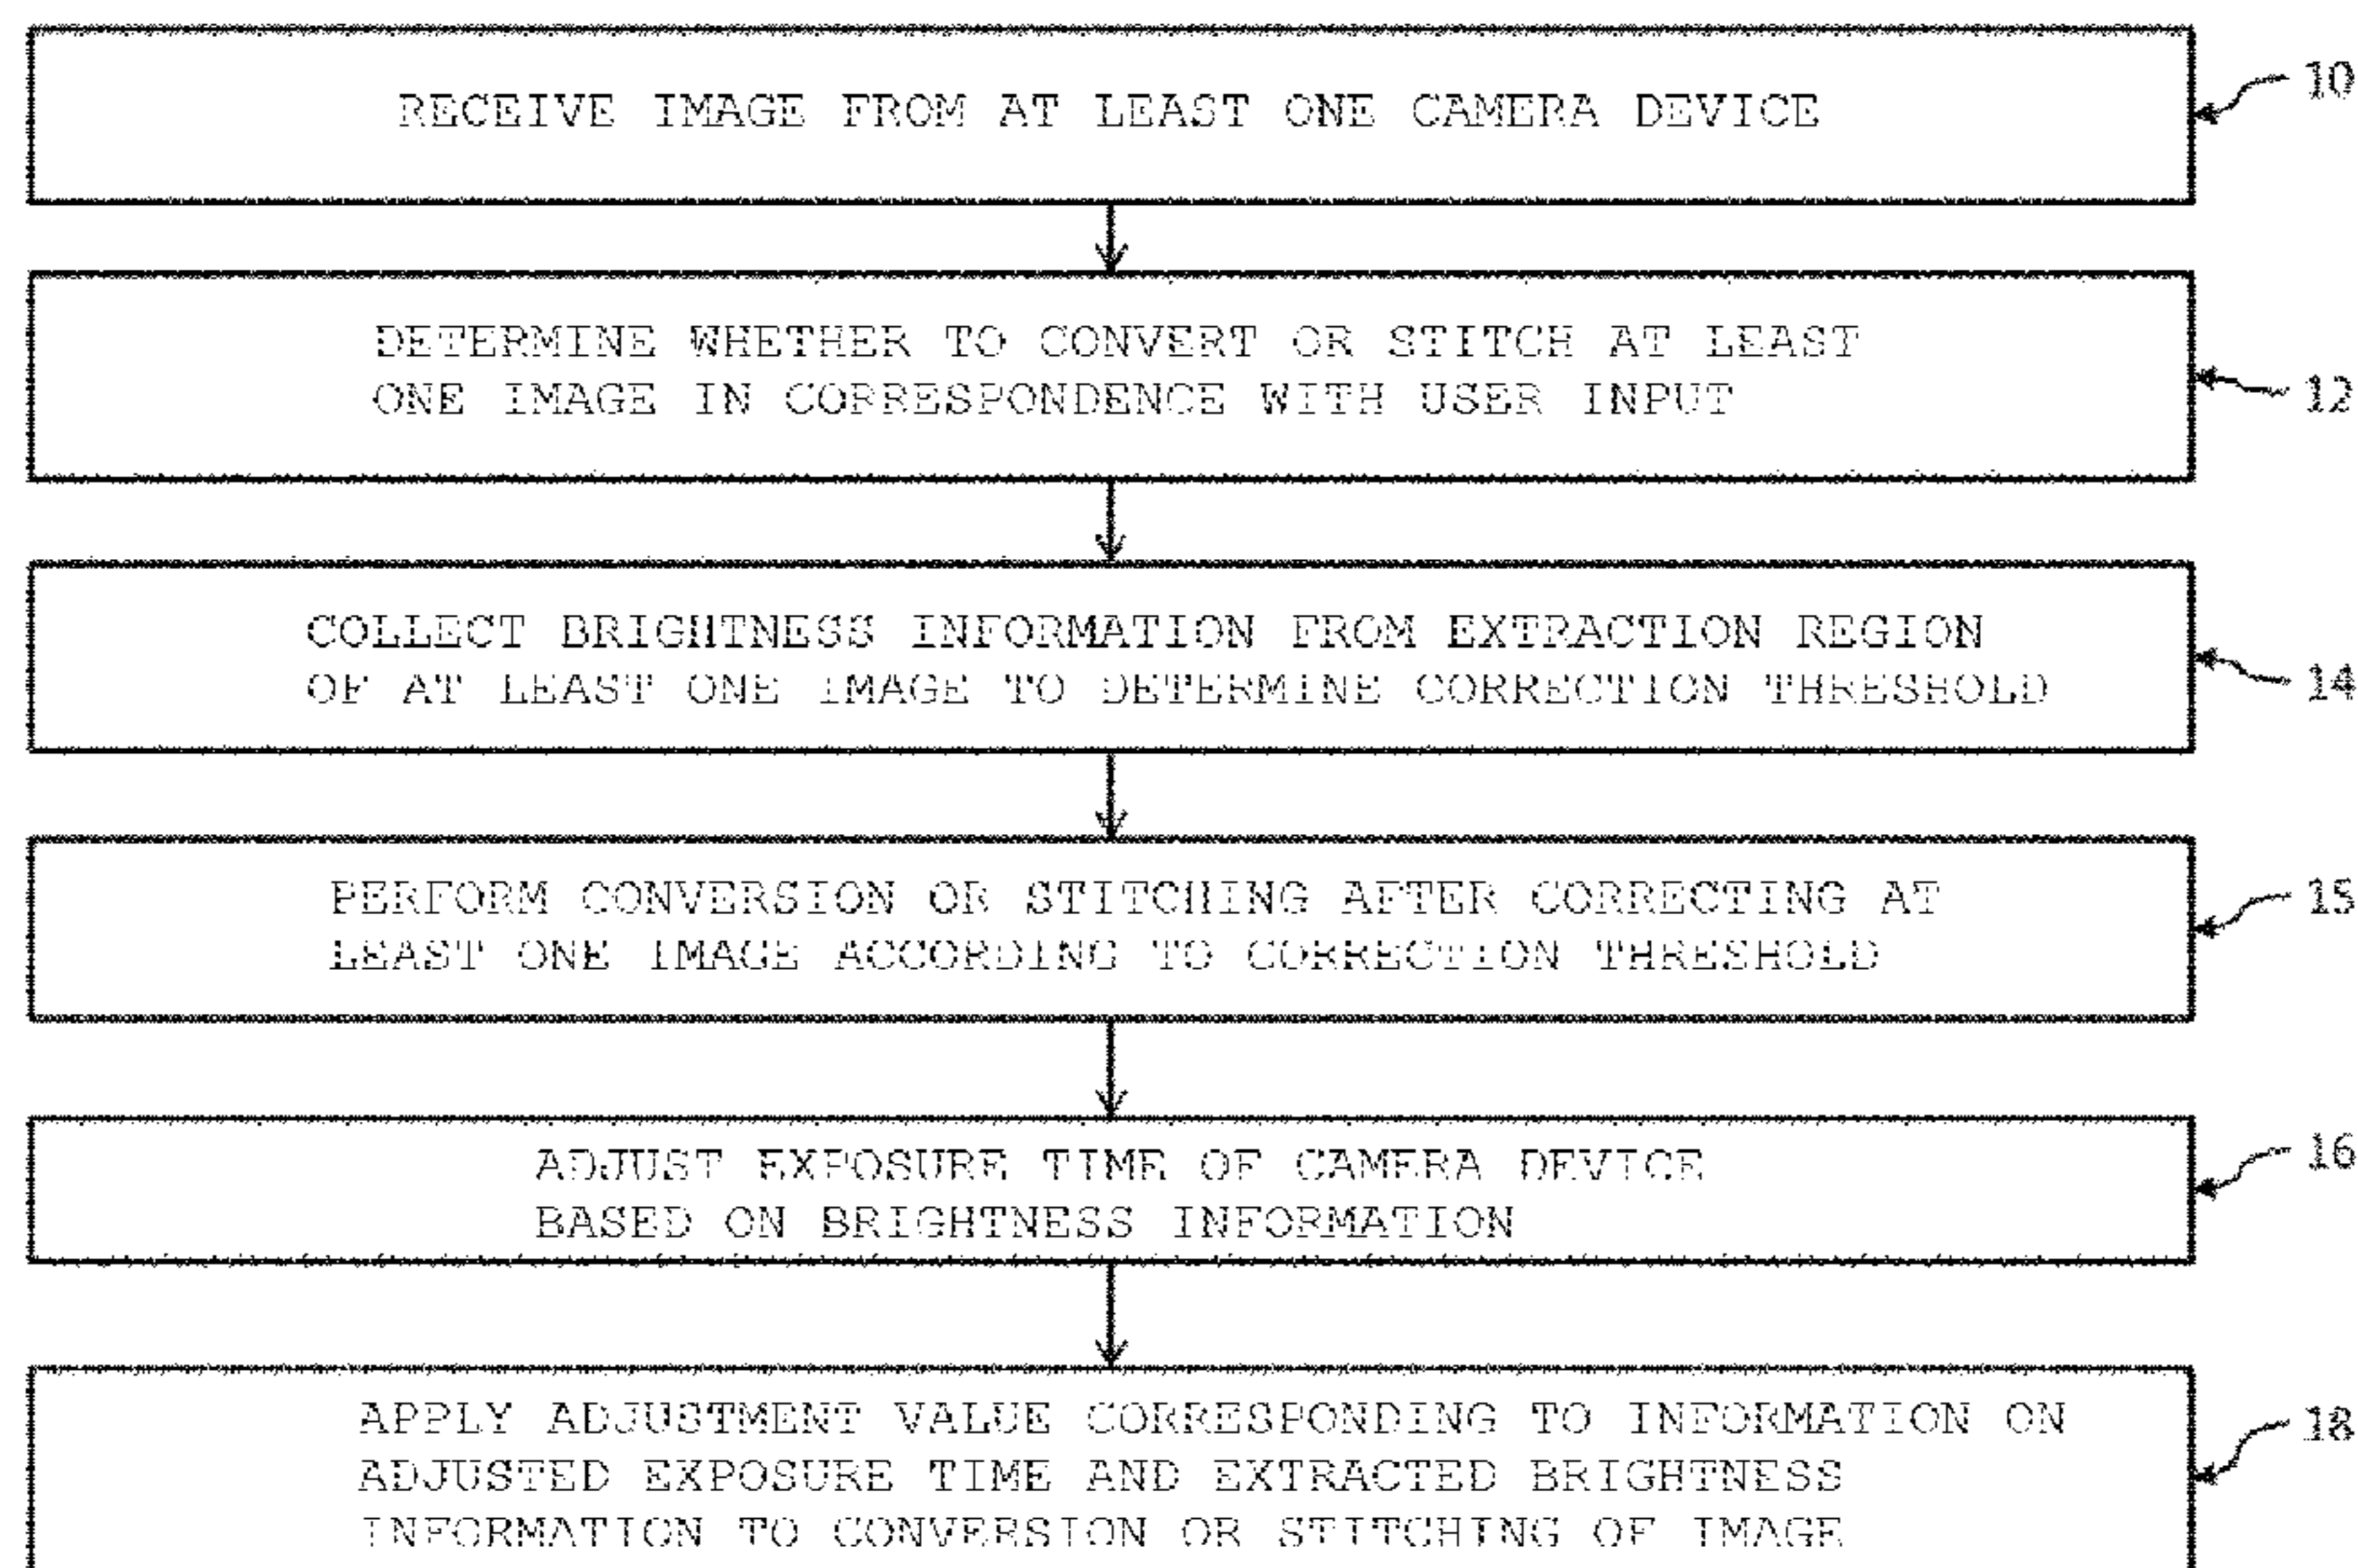 RECEIVE IMAGE FROM AT LEAST ONE CAMERA DEVICE
10
DETERMINE WHETHER TO CONVERT OR STITCH AT LEAST
ONE IMAGE IN CORRESPONDENCE WITH USER INPUT
12
COLLECT BRIGHTNESS INFORMATION FROM EXTRACTION REGION
OF AT LEAST ONE IMAGE TO DETERMINE CORRECTION THRESHOLD
14
PERFORM CONVERSION OR STITCHING AFTER CORRECTING AT
LEAST ONE IMAGE ACCORDING TO CORRECTION THRESHOLD
15
ADJUST EXPOSURE TIME OF CAMERA DEVICE
BASED ON BRIGHTNESS INFORMATION
16
APPLY ADJUSTMENT VALUE CORRESPONDING TO INFORMATION ON
ADJUSTED EXPOSURE TIME AND EXTRACTED BRIGHTNESS
INFORMATION TO CONVERSION OR STITCHING OF IMAGE
18